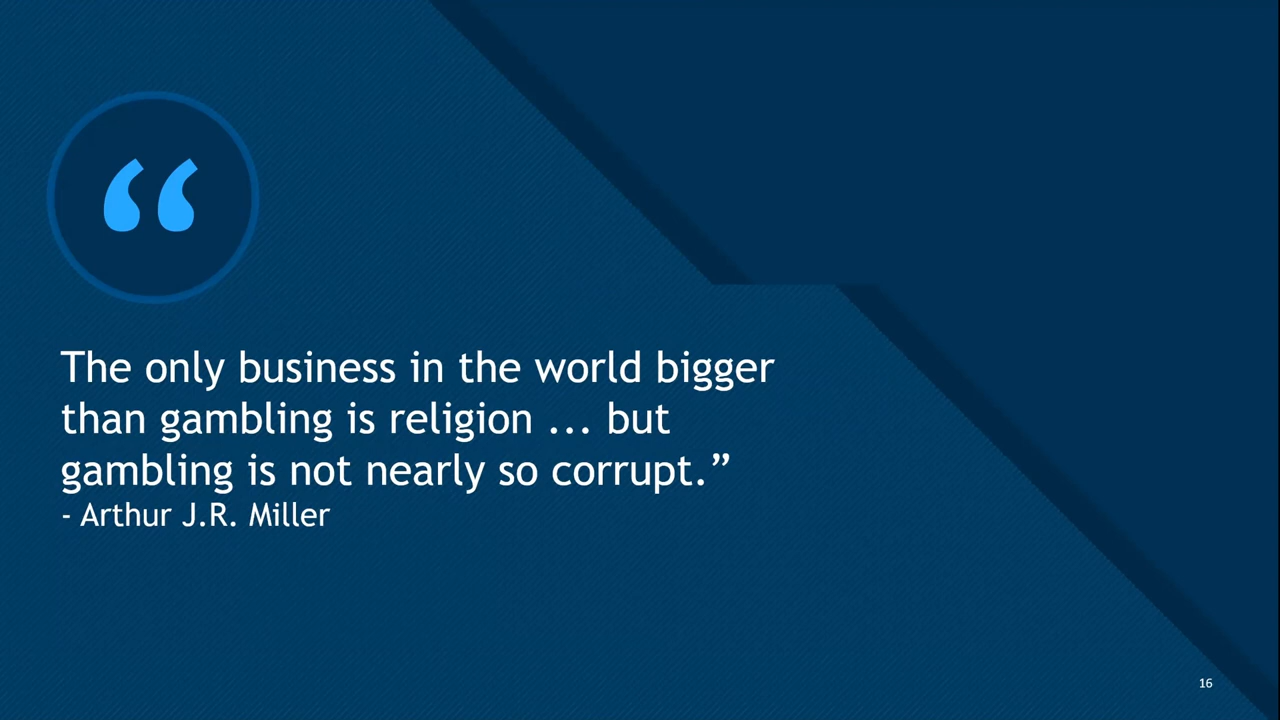 “
The only business in the world bigger
than gambling is religion ... but
gambling is not nearly so corrupt.”
- Arthur J.R. Miller
16